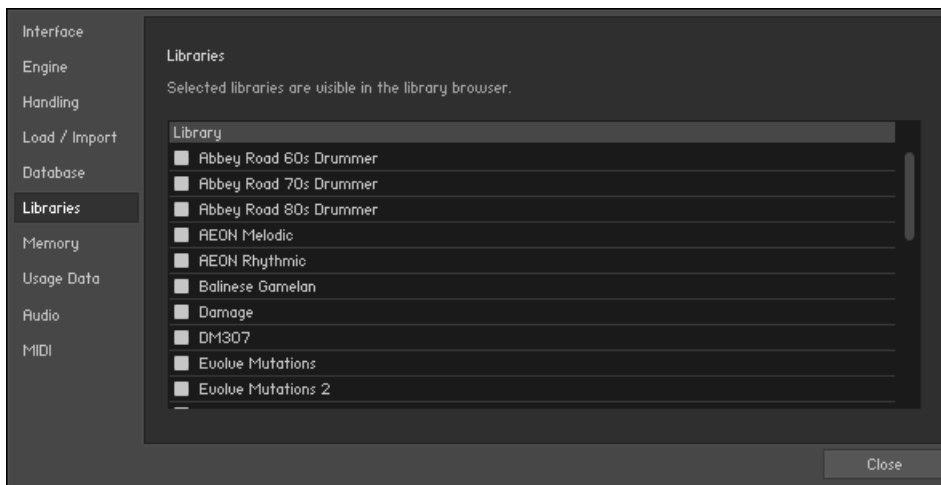 Interface
Engine
Handling
Load / Import
Database
Libraries
Memory
Usage Data
Audio
MIDI
Libraries
Selected libraries are visible in the library browser.
Library
Abbey Road 60s Drummer
Abbey Road 70s Drummer
Abbey Road 80s Drummer
AEON Melodic
AEON Rhythmic
Balinese Gamelan
Damage
DM307
Evolve Mutations
Evolve Mutations 2
Close